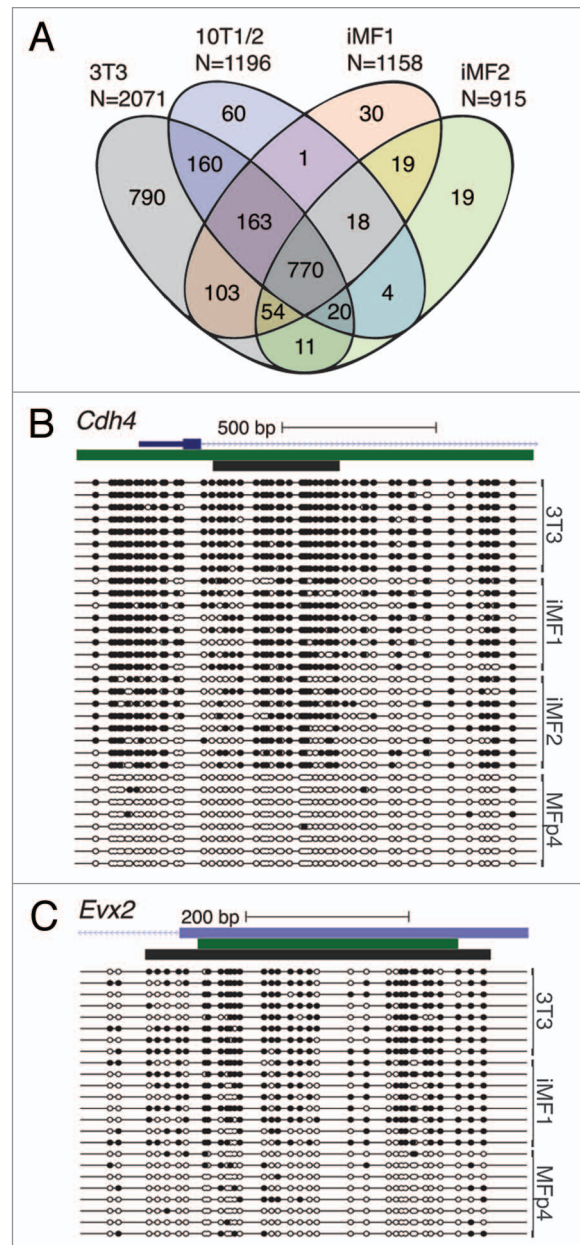 A
3T3
N=2071
10T1/2
N=1196
iMF1
N=1158
iMF2
N=915
60
30
160
1
19
790
163
18
19
770
103
54
20
4
11
B
Cdh4
500 bp
3T3
iMF1
iMF2
MFp4
C
Evx2
200 bp
3T3
iMF1
MFp4